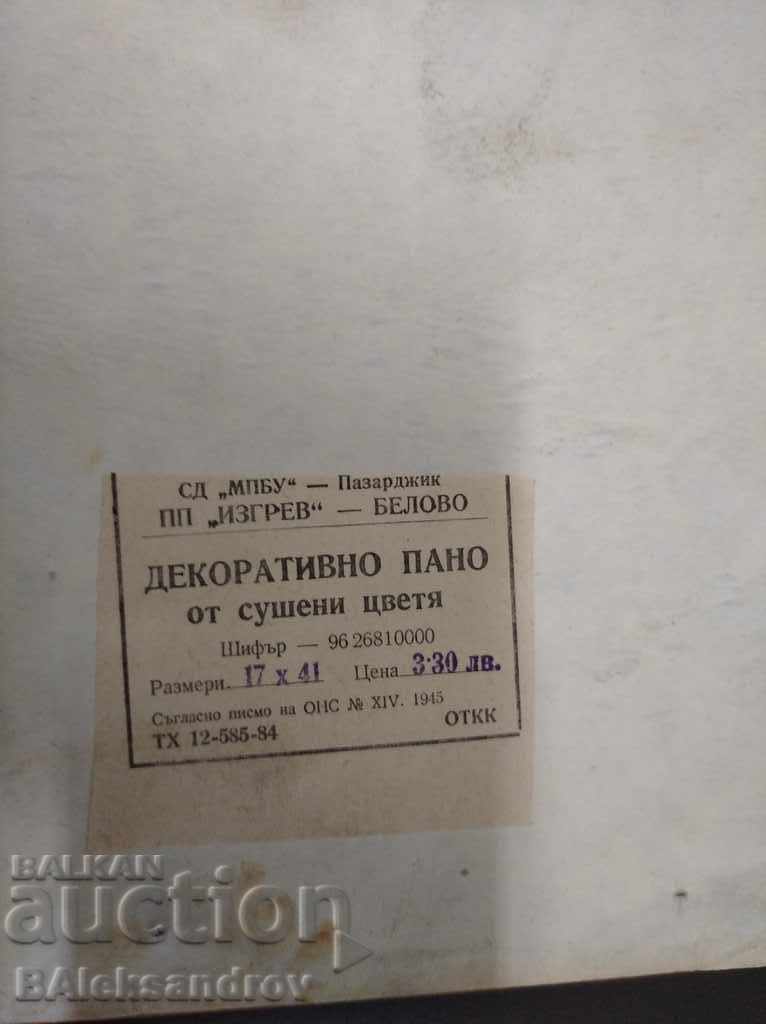 СД „МПБУ“ — Пазарджик
ПП „ИЗГРЕВ“ — БЕЛОВО
ДЕКОРАТИВНО ПАНО
от сушени цветя
Шифър — 96 26810000
Размери. 17 x 41 Цена 3·30 лв.
Съгласно писмо на ОНС № XIV. 1945
ТХ 12-585-84 ОТКК
BALKAN
auction
BAleksandrov